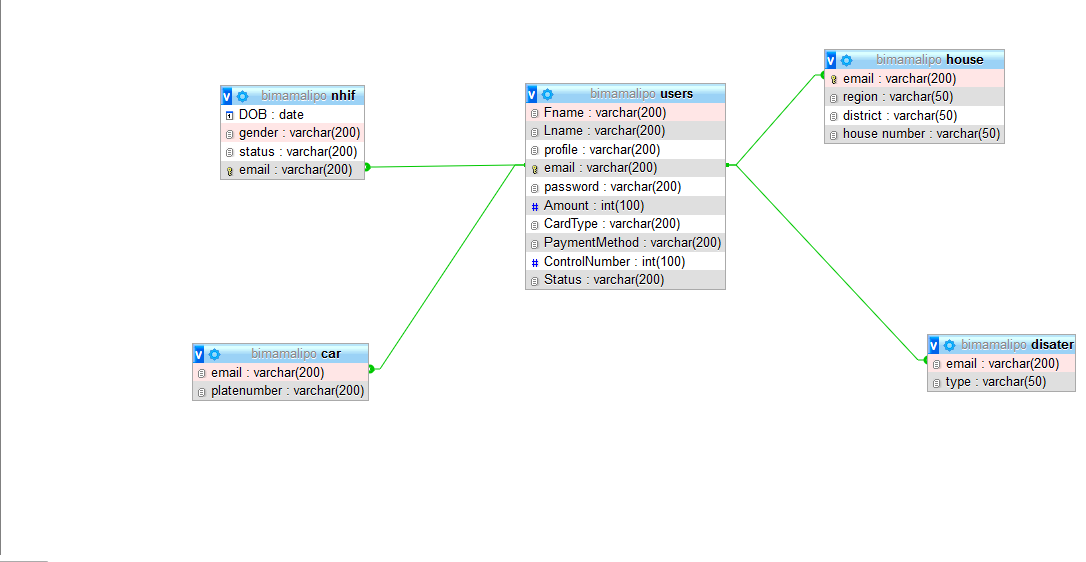 bimamalipo nhif
DOB : date
gender : varchar(200)
status : varchar(200)
email : varchar(200)
bimamalipo users
Fname : varchar(200)
Lname : varchar(200)
profile : varchar(200)
email : varchar(200)
password : varchar(200)
# Amount : int(100)
CardType : varchar(200)
PaymentMethod : varchar(200)
# ControlNumber : int(100)
Status : varchar(200)
bimamalipo house
email : varchar(200)
region : varchar(50)
district : varchar(50)
house number : varchar(50)
bimamalipo car
email : varchar(200)
platenumber : varchar(200)
bimamalipo disater
email : varchar(200)
type : varchar(50)